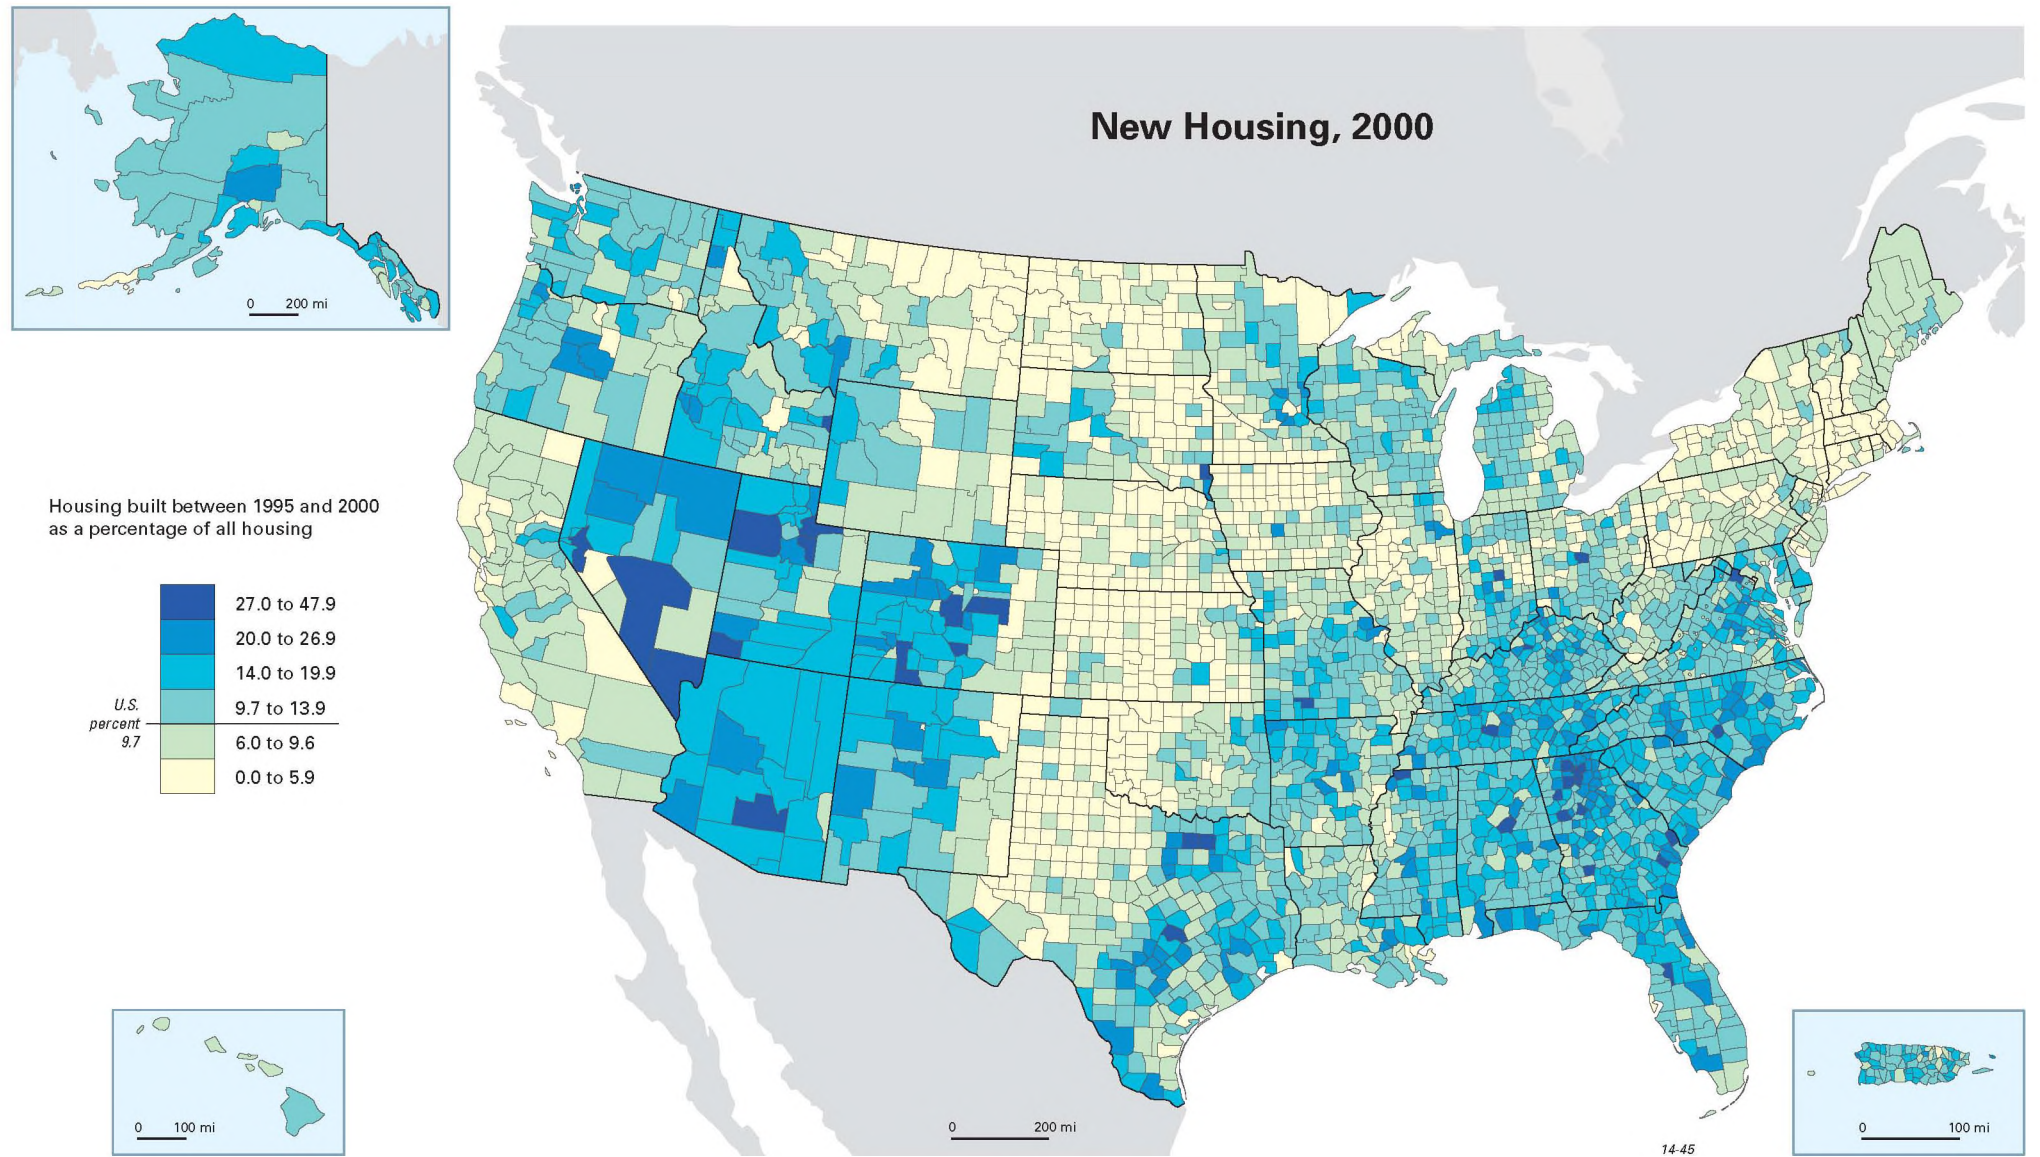 New Housing, 2000
0 200 mi
Housing built between 1995 and 2000
as a percentage of all housing
27.0 to 47.9
20.0 to 26.9
14.0 to 19.9
9.7 to 13.9
U.S.
percent
9.7
6.0 to 9.6
0.0 to 5.9
0 100 mi
0 200 mi
0 100 mi
14-45